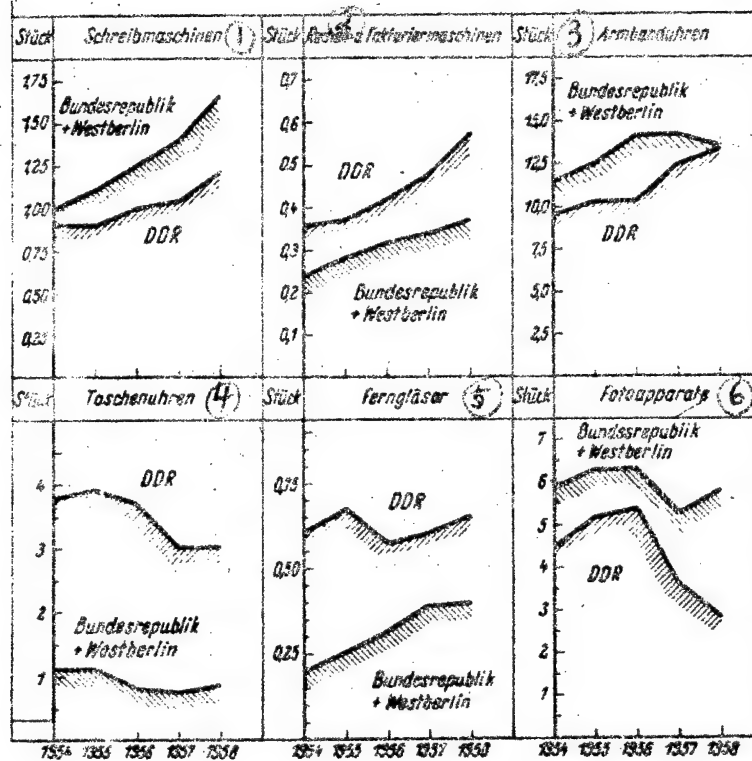 Stück Schreibmaschinen 1
1,75
1,50
1,25
1,00
0,75
0,50
0,25
Bundesrepublik
+ Westberlin
DDR
Stück Fakturiermaschinen
0,7
0,6
0,5
0,4
0,3
0,2
0,1
DDR
Bundesrepublik
+ Westberlin
Stück 3 Armbanduhren
17,5
15,0
12,5
10,0
7,5
5,0
2,5
Bundesrepublik
+ Westberlin
DDR
Stück Taschenuhren 4
4
3
2
1
DDR
Bundesrepublik
+ Westberlin
1954 1955 1956 1957 1958
Stück Ferngläser 5
0,75
0,50
0,25
DDR
Bundesrepublik
+ Westberlin
1954 1955 1956 1957 1958
Stück Fotoapparate 6
7
6
5
4
3
2
1
Bundesrepublik
+ Westberlin
DDR
1954 1955 1956 1957 1958